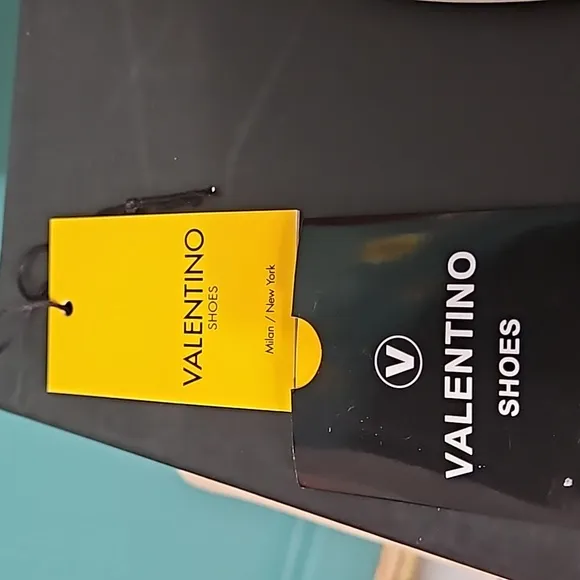 VALENTINO
SHOES
Milan / New York
V
VALENTINO
SHOES